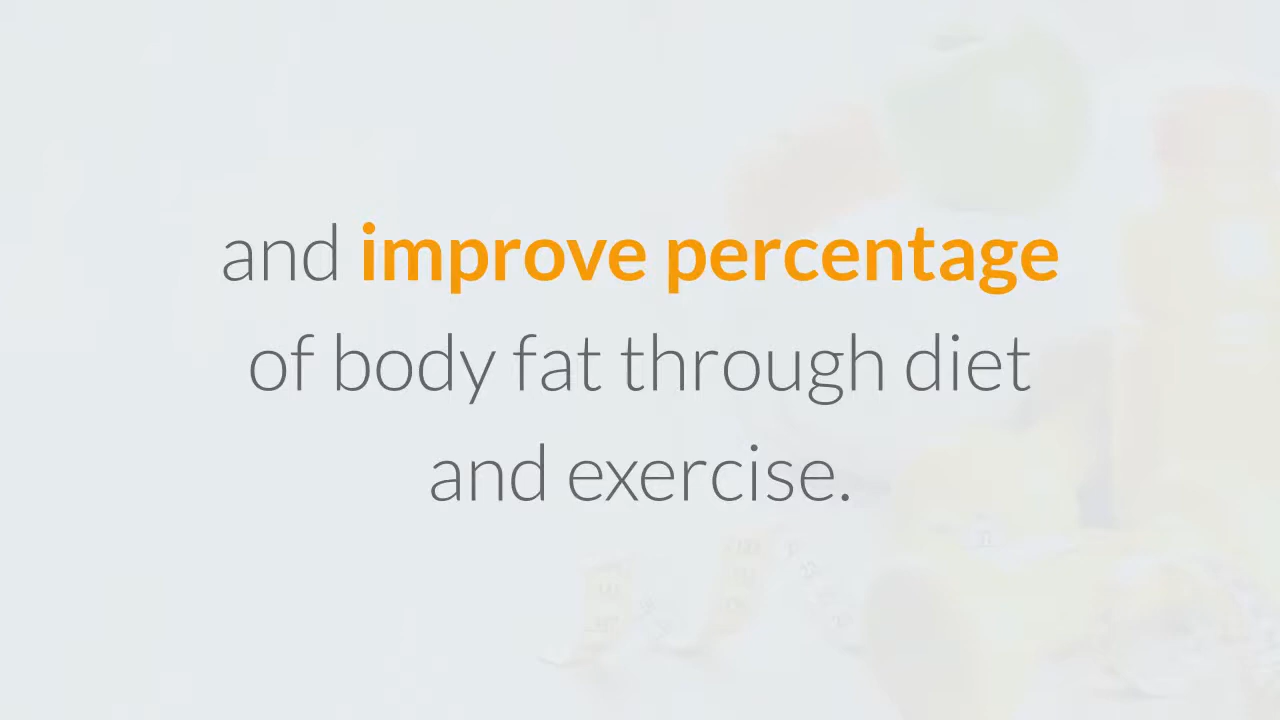 and improve percentage
of body fat through diet
and exercise.